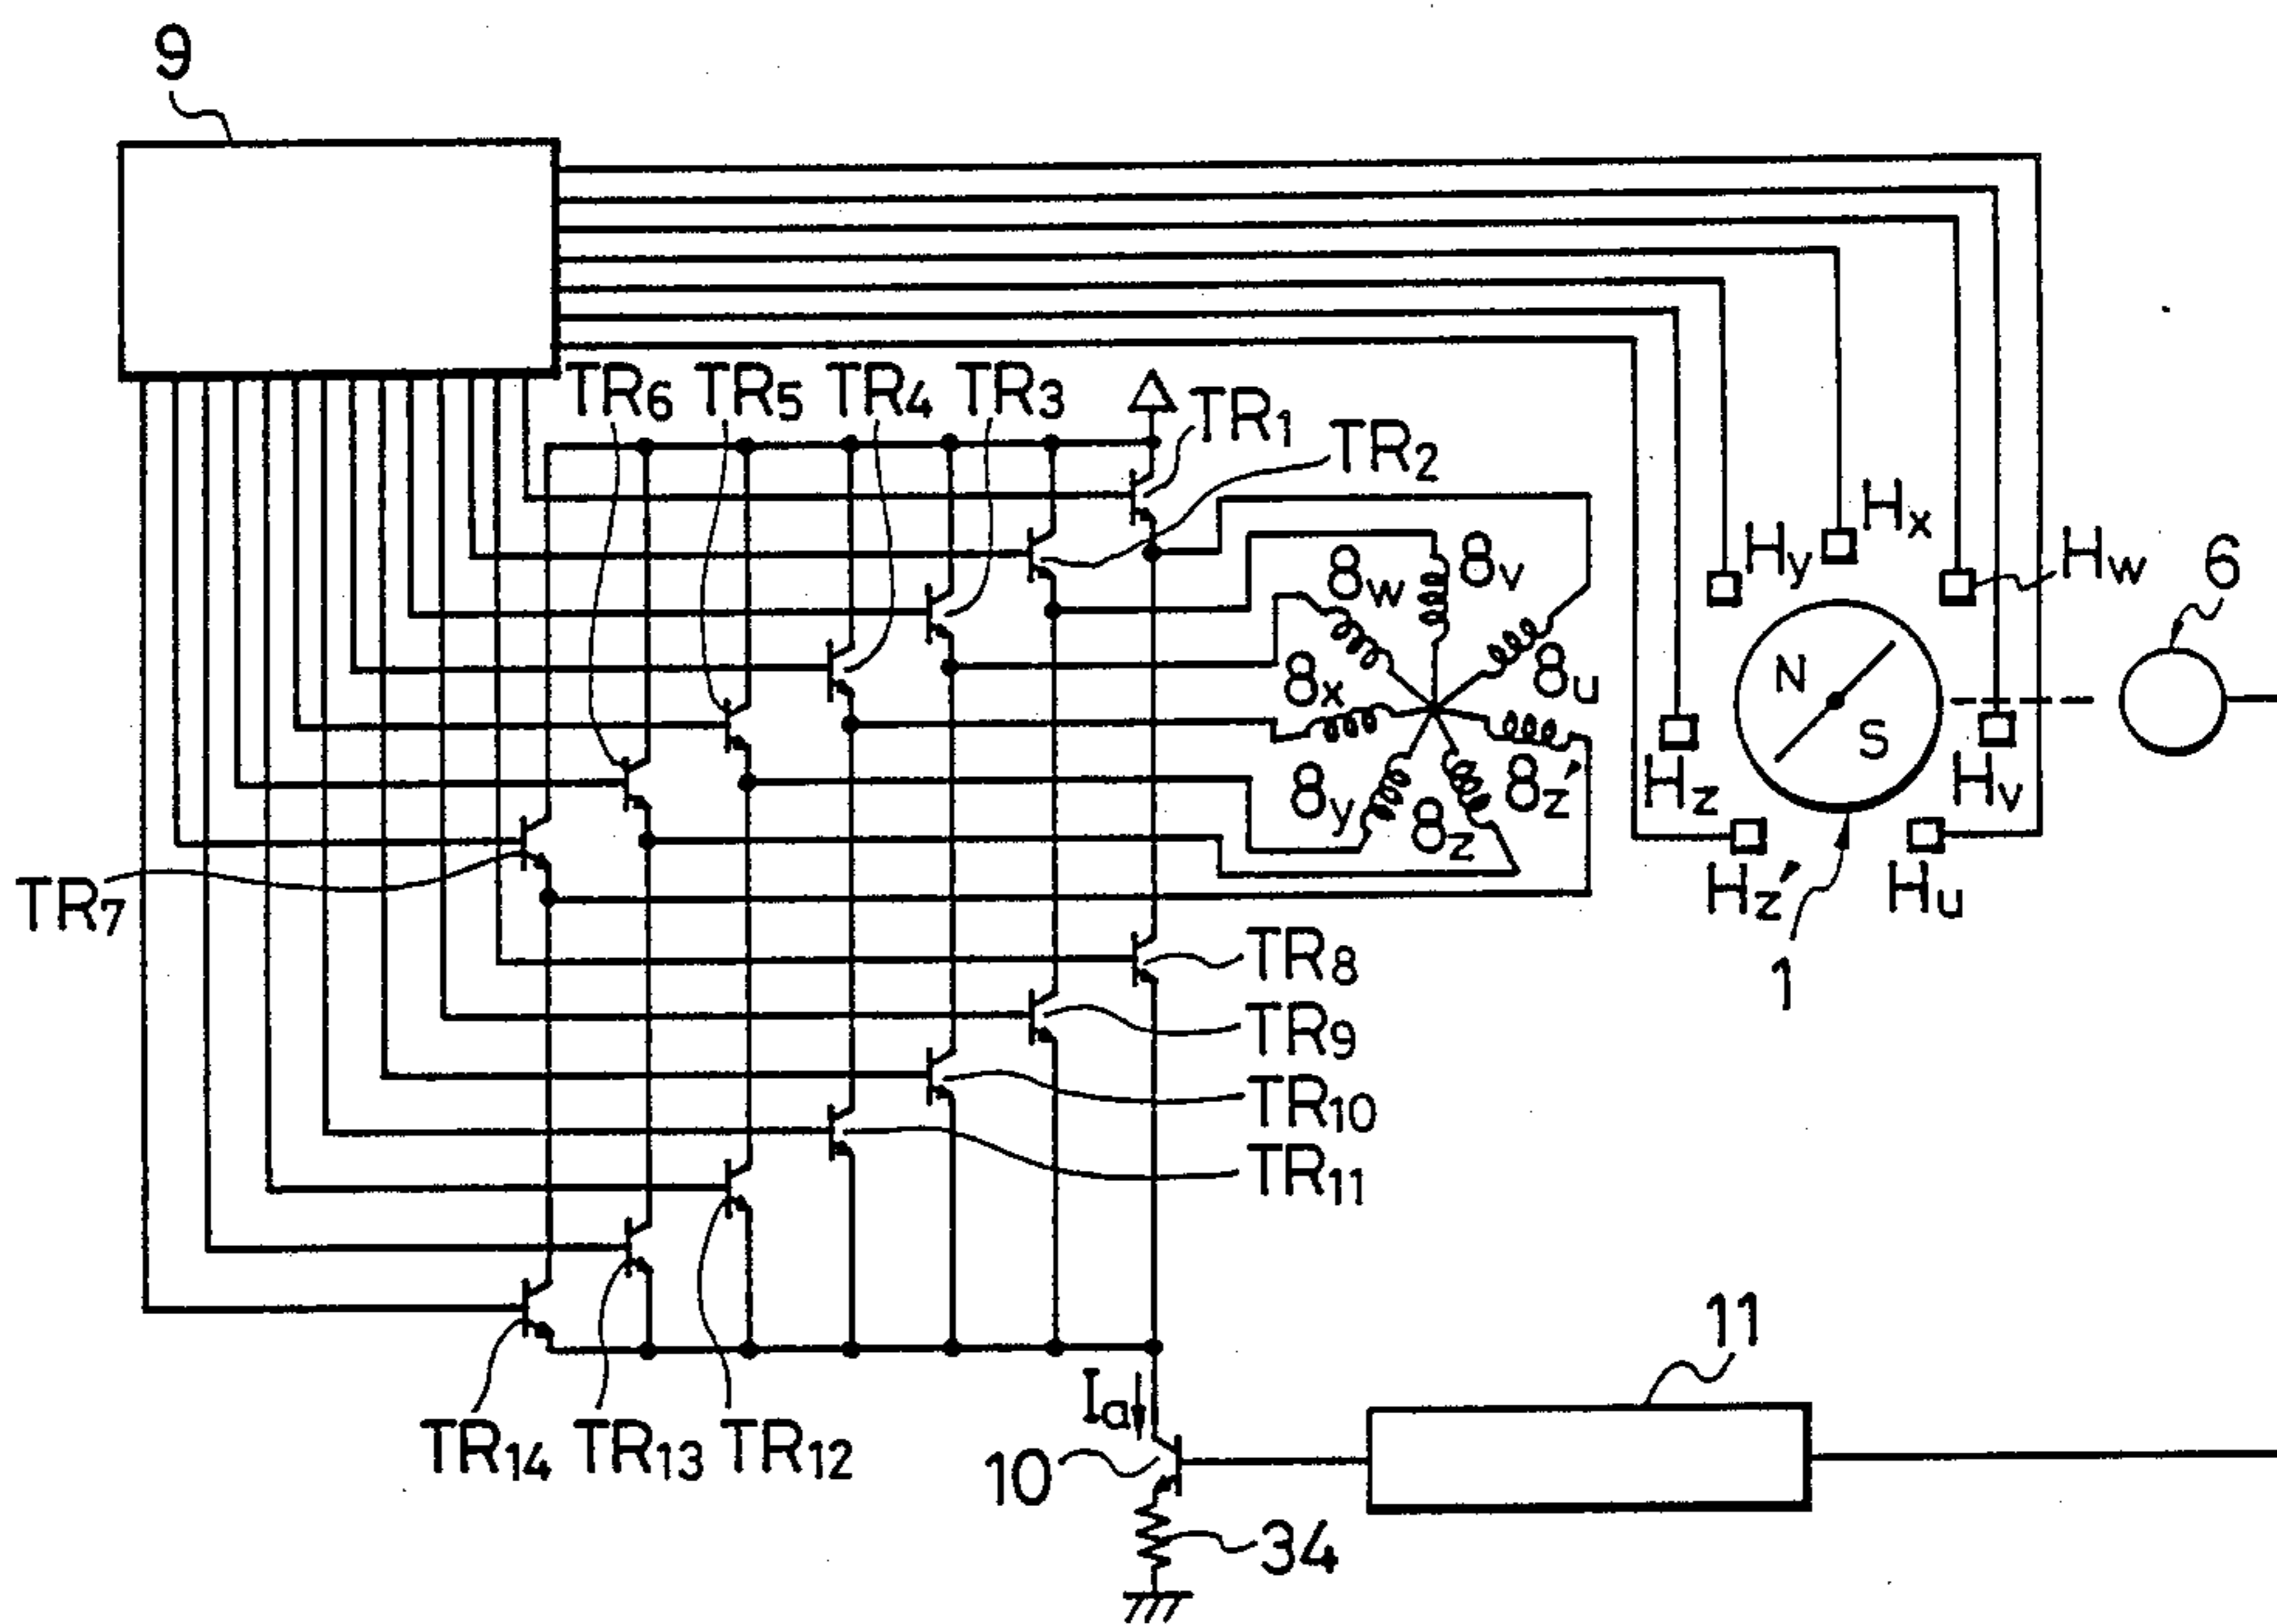 9
TR6 TR5 TR4 TR3 TR1
TR2
Hx
Hy
Hw
6
8w 8v
8x
8u
N
S
8y 8z 8z'
Hz
Hv
TR7
Hz' Hu
1
TR8
TR9
TR10
TR11
11
Ia
TR14 TR13 TR12
10
34